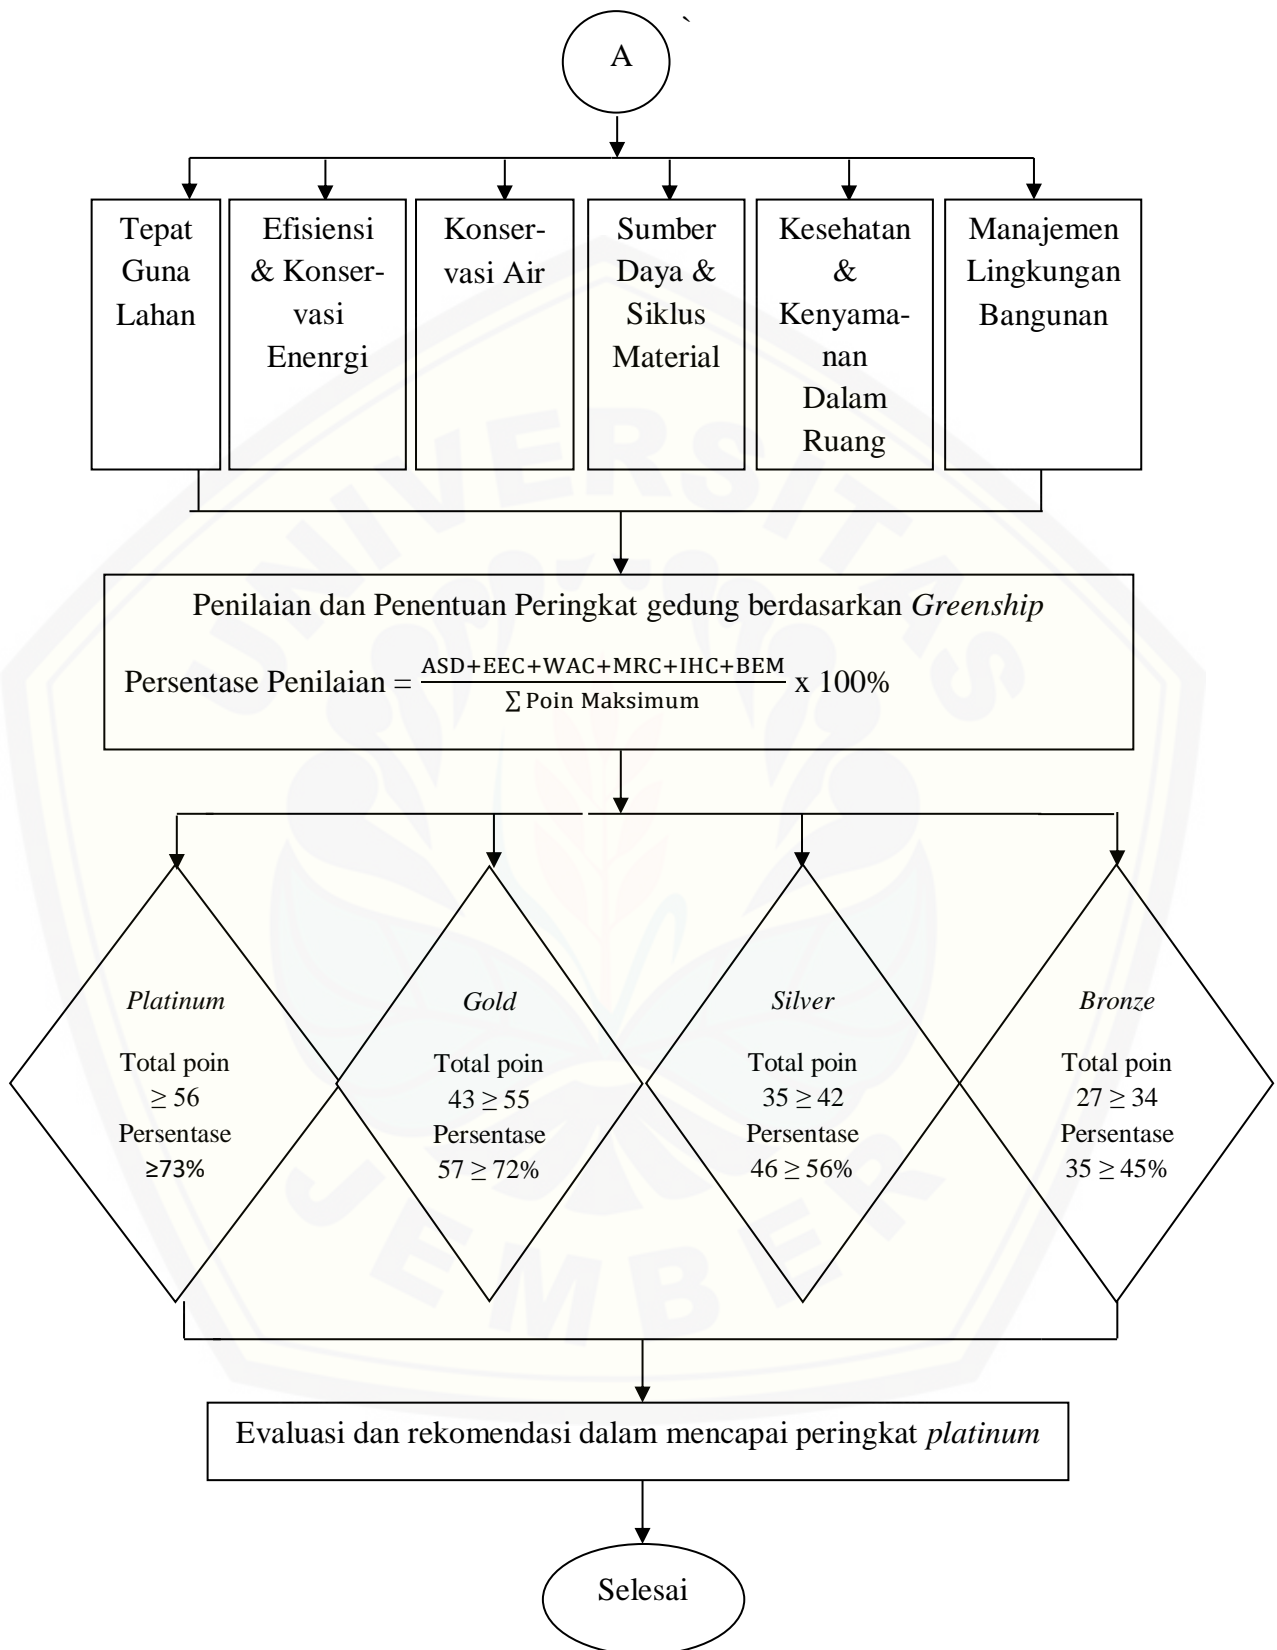 A
`
Tepat
Guna
Lahan
Efisiensi
& Konser-
vasi
Enenrgi
Konser-
vasi Air
Sumber
Daya &
Siklus
Material
Kesehatan
&
Kenyama-
nan
Dalam
Ruang
Manajemen
Lingkungan
Bangunan
Penilaian dan Penentuan Peringkat gedung berdasarkan Greenship
Persentase Penilaian = ASD+EEC+WAC+MRC+IHC+BEM / ∑ Poin Maksimum x 100%
Platinum
Total poin
≥ 56
Persentase
≥73%
Gold
Total poin
43 ≥ 55
Persentase
57 ≥ 72%
Silver
Total poin
35 ≥ 42
Persentase
46 ≥ 56%
Bronze
Total poin
27 ≥ 34
Persentase
35 ≥ 45%
Evaluasi dan rekomendasi dalam mencapai peringkat platinum
Selesai
UNIVERSITAS
JEMBER